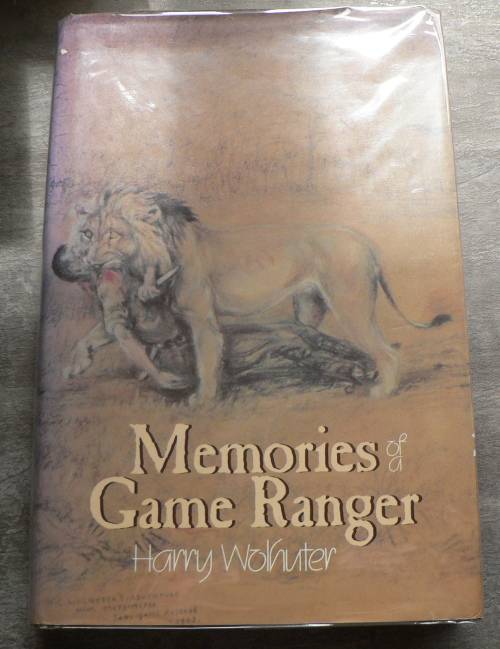 Memories of a
Game Ranger
Harry Wolhuter